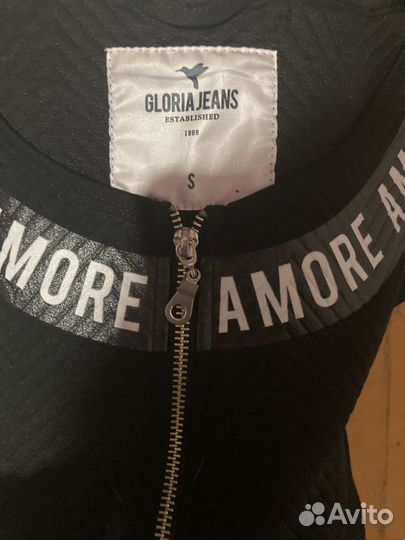 GLORIA JEANS
ESTABLISHED
1988
S
AMORE AMORE A
Avito